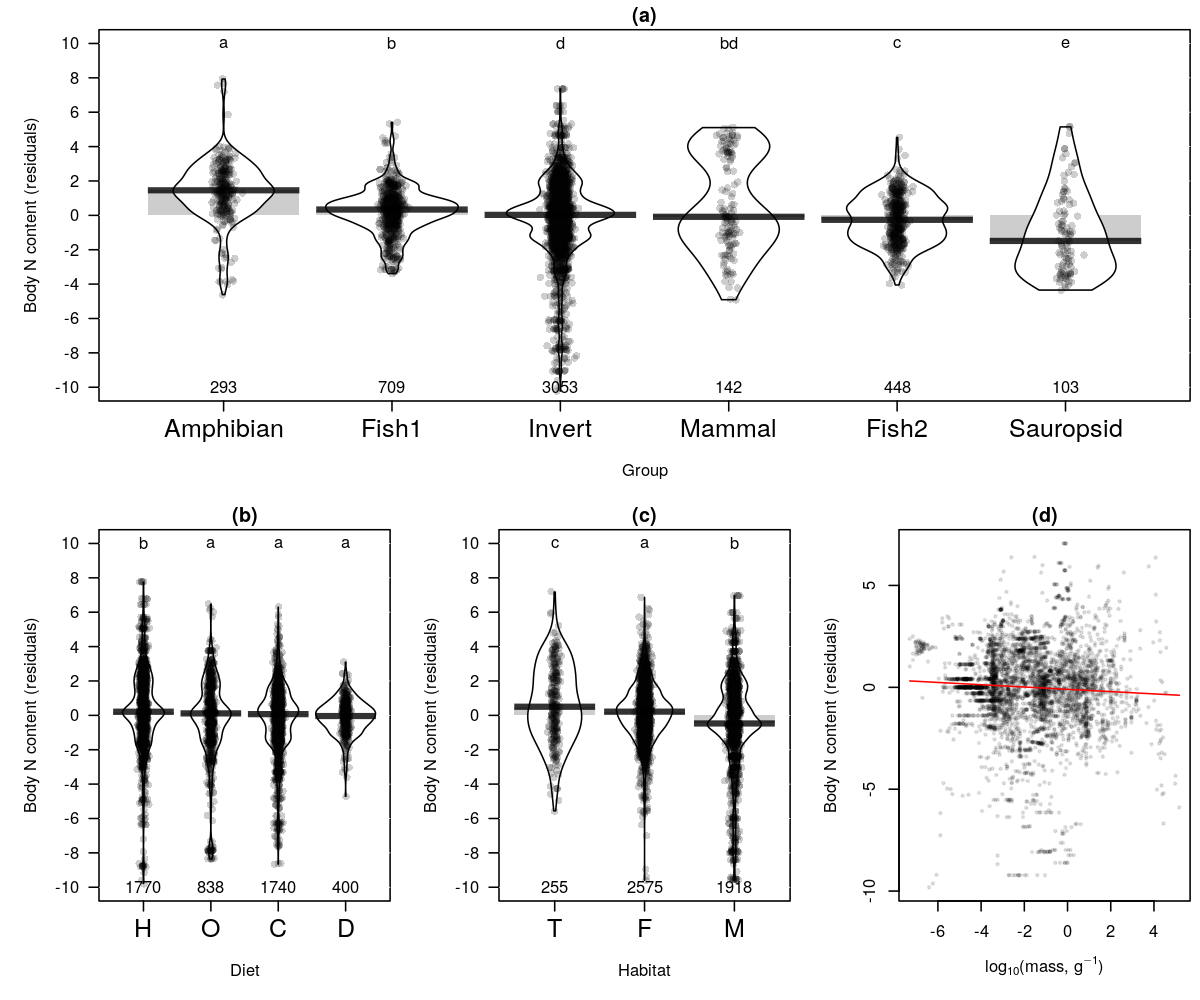 (a)
10
8
6
4
2
0
-2
-4
-6
-8
-10
Body N content (residuals)
a b d bd c e
293 709 3053 142 448 103
Amphibian Fish1 Invert Mammal Fish2 Sauropsid
Group
(b)
10
8
6
4
2
0
-2
-4
-6
-8
-10
Body N content (residuals)
b a a a
1770 838 1740 400
H O C D
Diet
(c)
10
8
6
4
2
0
-2
-4
-6
-8
-10
Body N content (residuals)
c a b
255 2575 1918
T F M
Habitat
(d)
5
0
-5
-10
Body N content (residuals)
-6 -4 -2 0 2 4
log₁₀(mass, g⁻¹)